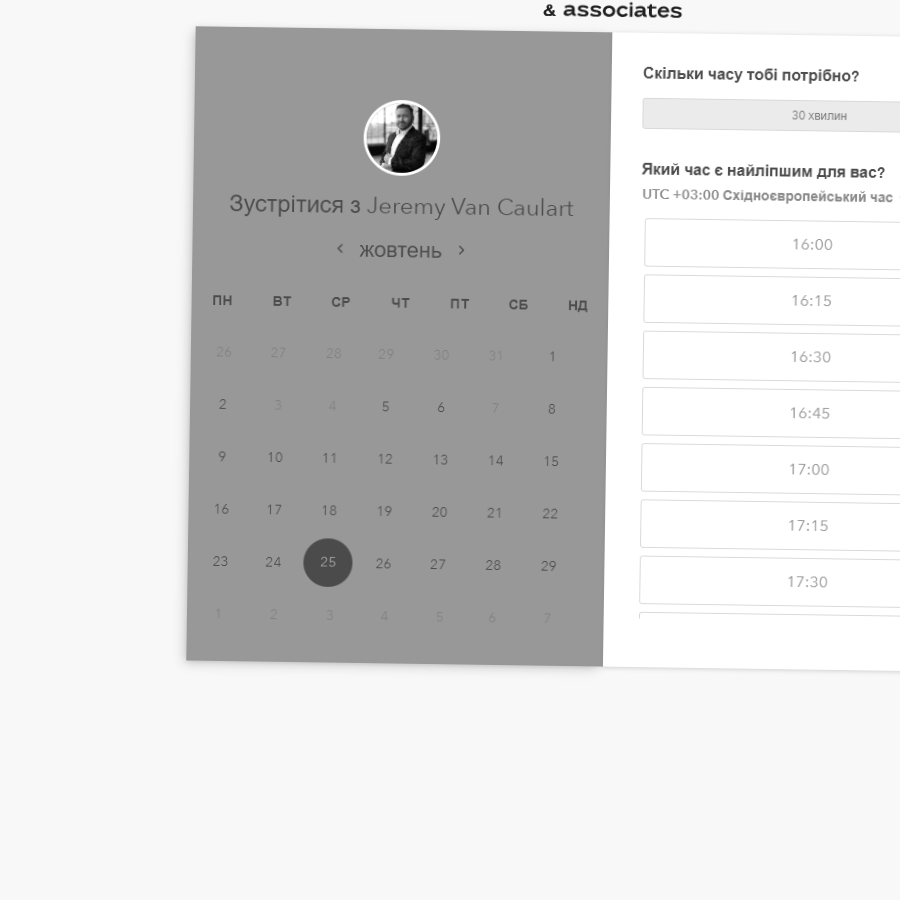 & associates
Зустрітися з Jeremy Van Caulart
жовтень
ПН ВТ СР ЧТ ПТ СБ НД
26 27 28 29 30 31 1
2 3 4 5 6 7 8
9 10 11 12 13 14 15
16 17 18 19 20 21 22
23 24 25 26 27 28 29
1 2 3 4 5 6 7
Скільки часу тобі потрібно?
30 хвилин
Який час є найліпшим для вас?
UTC +03:00 Східноєвропейський час
16:00
16:15
16:30
16:45
17:00
17:15
17:30